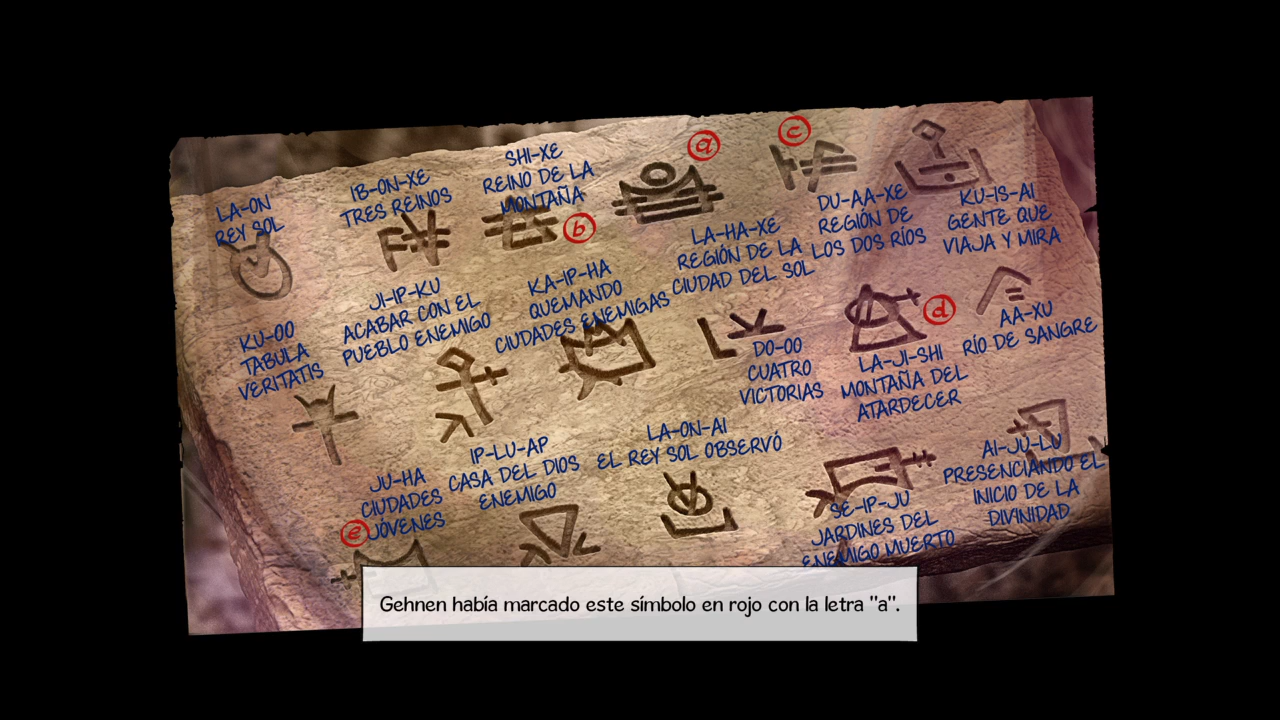 LA-ON
REY SOL
IB-ON-XE
TRES REINOS
SHI-XE
REINO DE LA
MONTAÑA
b
a
LA-HA-XE
REGIÓN DE LA
CIUDAD DEL SOL
c
DU-AA-XE
REGIÓN DE
LOS DOS RÍOS
KU-IS-AI
GENTE QUE
VIAJA Y MIRA
KU-OO
TABULA
VERITATIS
JI-IP-KU
ACABAR CON EL
PUEBLO ENEMIGO
KA-IP-HA
QUEMANDO
CIUDADES ENEMIGAS
DO-OO
CUATRO
VICTORIAS
d
LA-JI-SHI
MONTAÑA DEL
ATARDECER
AA-XU
RÍO DE SANGRE
e
JU-HA
CIUDADES
JÓVENES
IP-LU-AP
CASA DEL DIOS
ENEMIGO
LA-ON-AI
EL REY SOL OBSERVÓ
SE-IP-JU
JARDINES DEL
ENEMIGO MUERTO
AI-JU-LU
PRESENCIANDO EL
INICIO DE LA
DIVINIDAD
Gehnen había marcado este símbolo en rojo con la letra "a".